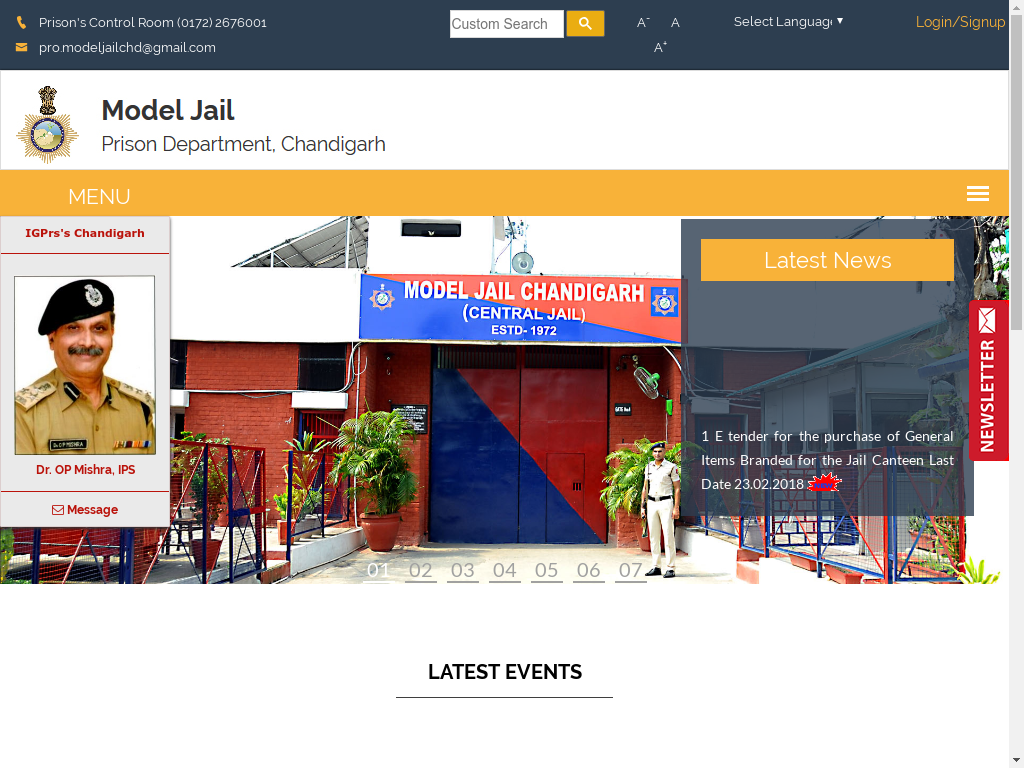 Prison's Control Room (0172) 2676001
pro.modeljailchd@gmail.com
Custom Search
A-
A
A+
Select Language ▼
Login/Signup
Model Jail
Prison Department, Chandigarh
MENU
IGPrs's Chandigarh
Dr. OP MISHRA
Dr. OP Mishra, IPS
Message
MODEL JAIL CHANDIGARH
(CENTRAL JAIL)
ESTD- 1972
Latest News
1 E tender for the purchase of General
Items Branded for the Jail Canteen Last
Date 23.02.2018
NEWSLETTER
01 02 03 04 05 06 07
LATEST EVENTS